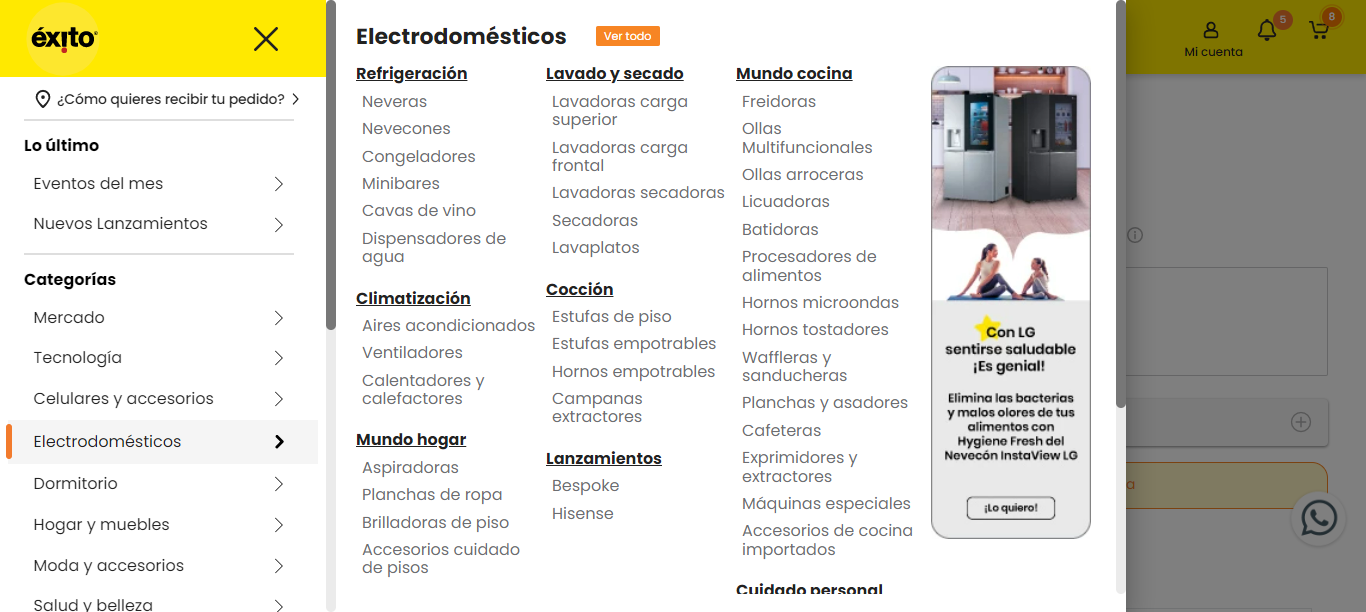 éxito
¿Cómo quieres recibir tu pedido?
Lo último
Eventos del mes
Nuevos Lanzamientos
Categorías
Mercado
Tecnología
Celulares y accesorios
Electrodomésticos
Dormitorio
Hogar y muebles
Moda y accesorios
Salud y belleza
Electrodomésticos
Ver todo
Refrigeración
Neveras
Nevecones
Congeladores
Minibares
Cavas de vino
Dispensadores de
agua
Climatización
Aires acondicionados
Ventiladores
Calentadores y
calefactores
Mundo hogar
Aspiradoras
Planchas de ropa
Brilladoras de piso
Accesorios cuidado
de pisos
Lavado y secado
Lavadoras carga
superior
Lavadoras carga
frontal
Lavadoras secadoras
Secadoras
Lavaplatos
Cocción
Estufas de piso
Estufas empotrables
Hornos empotrables
Campanas
extractores
Lanzamientos
Bespoke
Hisense
Mundo cocina
Freidoras
Ollas
Multifuncionales
Ollas arroceras
Licuadoras
Batidoras
Procesadores de
alimentos
Hornos microondas
Hornos tostadores
Waffleras y
sanducheras
Planchas y asadores
Cafeteras
Exprimidores y
extractores
Máquinas especiales
Accesorios de cocina
importados
Cuidado personal
Con LG
sentirse saludable
¡Es genial!
Elimina las bacterias
y malos olores de tus
alimentos con
Hygiene Fresh del
Nevecón InstaView LG
¡Lo quiero!
Mi cuenta
5
8
a